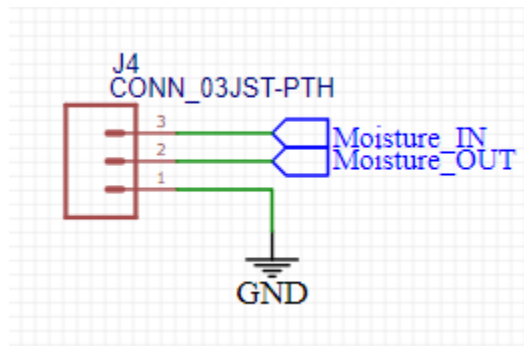 J4
CONN_03JST-PTH
3
Moisture_IN
2
Moisture_OUT
1
GND